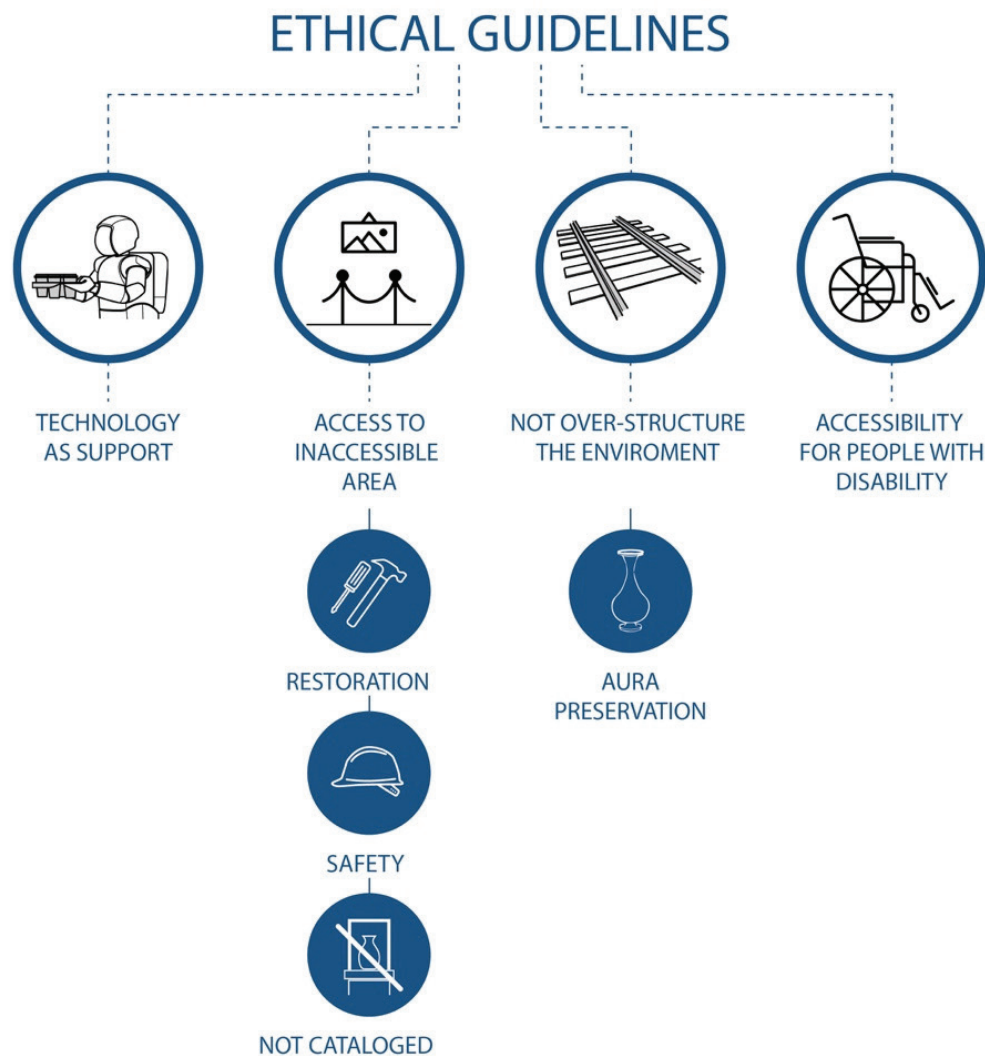 ETHICAL GUIDELINES
TECHNOLOGY
AS SUPPORT
ACCESS TO
INACCESSIBLE
AREA
NOT OVER-STRUCTURE
THE ENVIROMENT
ACCESSIBILITY
FOR PEOPLE WITH
DISABILITY
RESTORATION
AURA
PRESERVATION
SAFETY
NOT CATALOGED